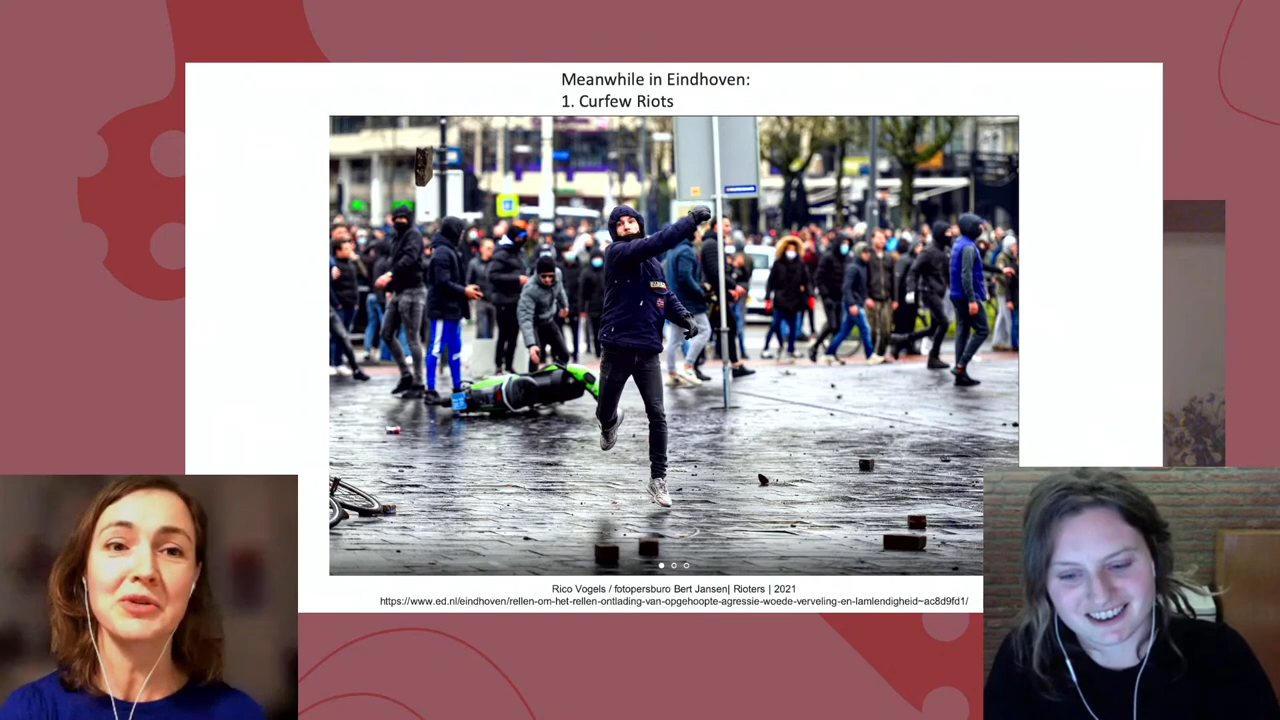 Meanwhile in Eindhoven:
1. Curfew Riots
Rico Vogels / fotopersburo Bert Jansen| Rioters | 2021
https://www.ed.nl/eindhoven/rellen-om-het-rellen-ontlading-van-opgehoopte-agressie-woede-verveling-en-lamlendigheid~ac8d9fd1/